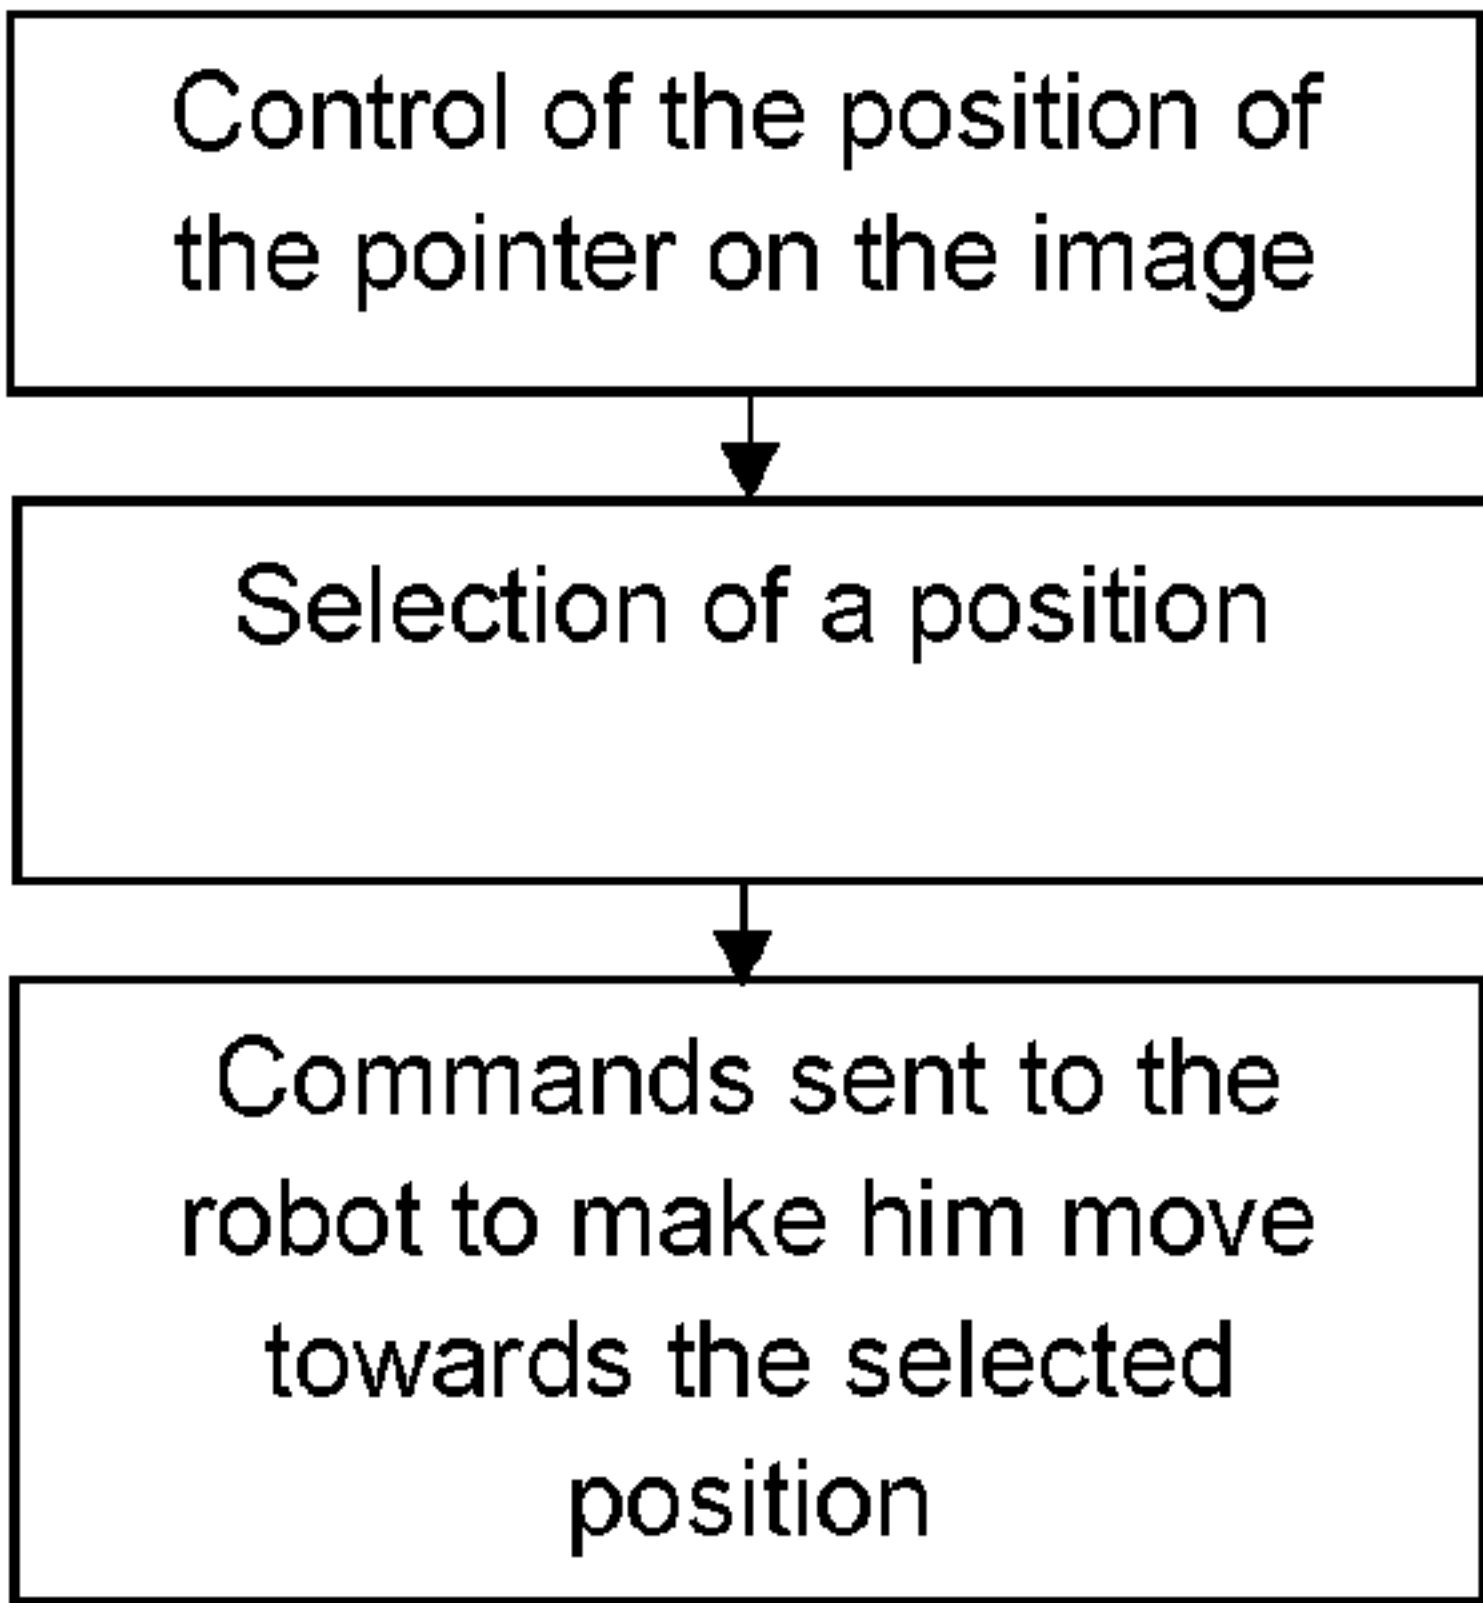 Control of the position of
the pointer on the image
Selection of a position
Commands sent to the
robot to make him move
towards the selected
position